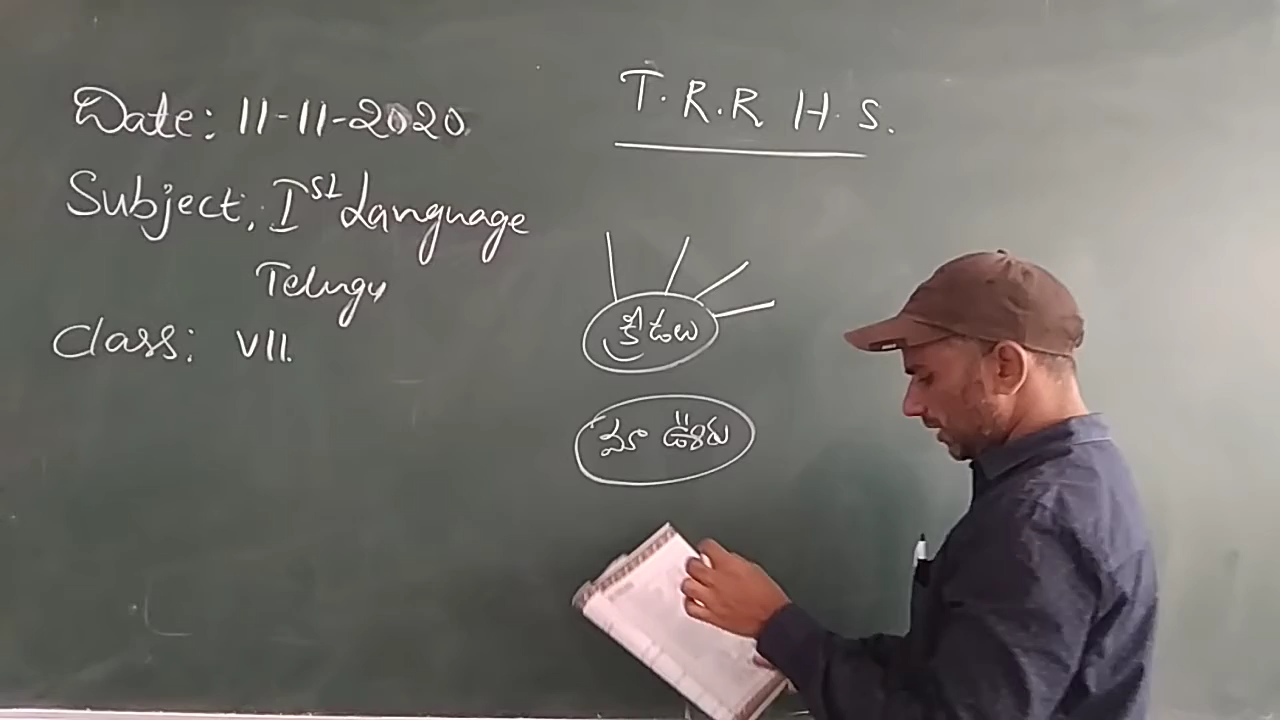 Date: 11-11-2020
Subject: Ist Language
Telugu
Class: VII.
T.R.R H.S.
కీటలు
మా ఊరు